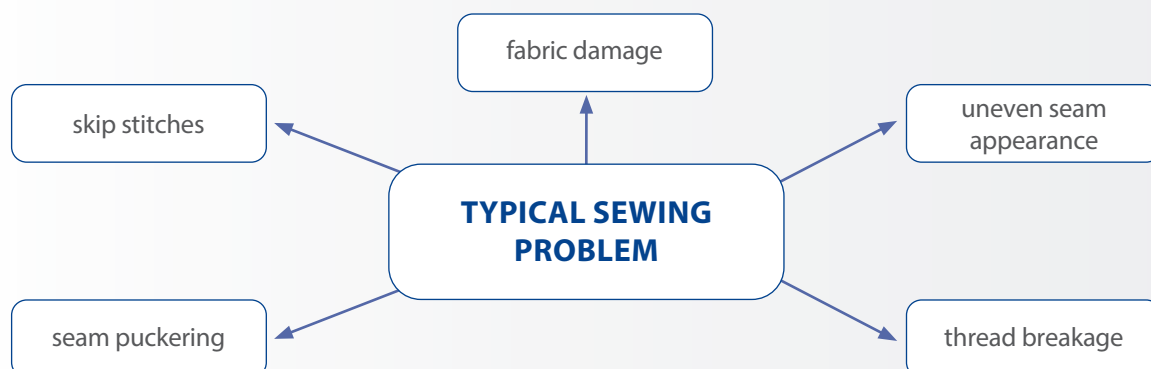 fabric damage
skip stitches
uneven seam
appearance
TYPICAL SEWING
PROBLEM
seam puckering
thread breakage